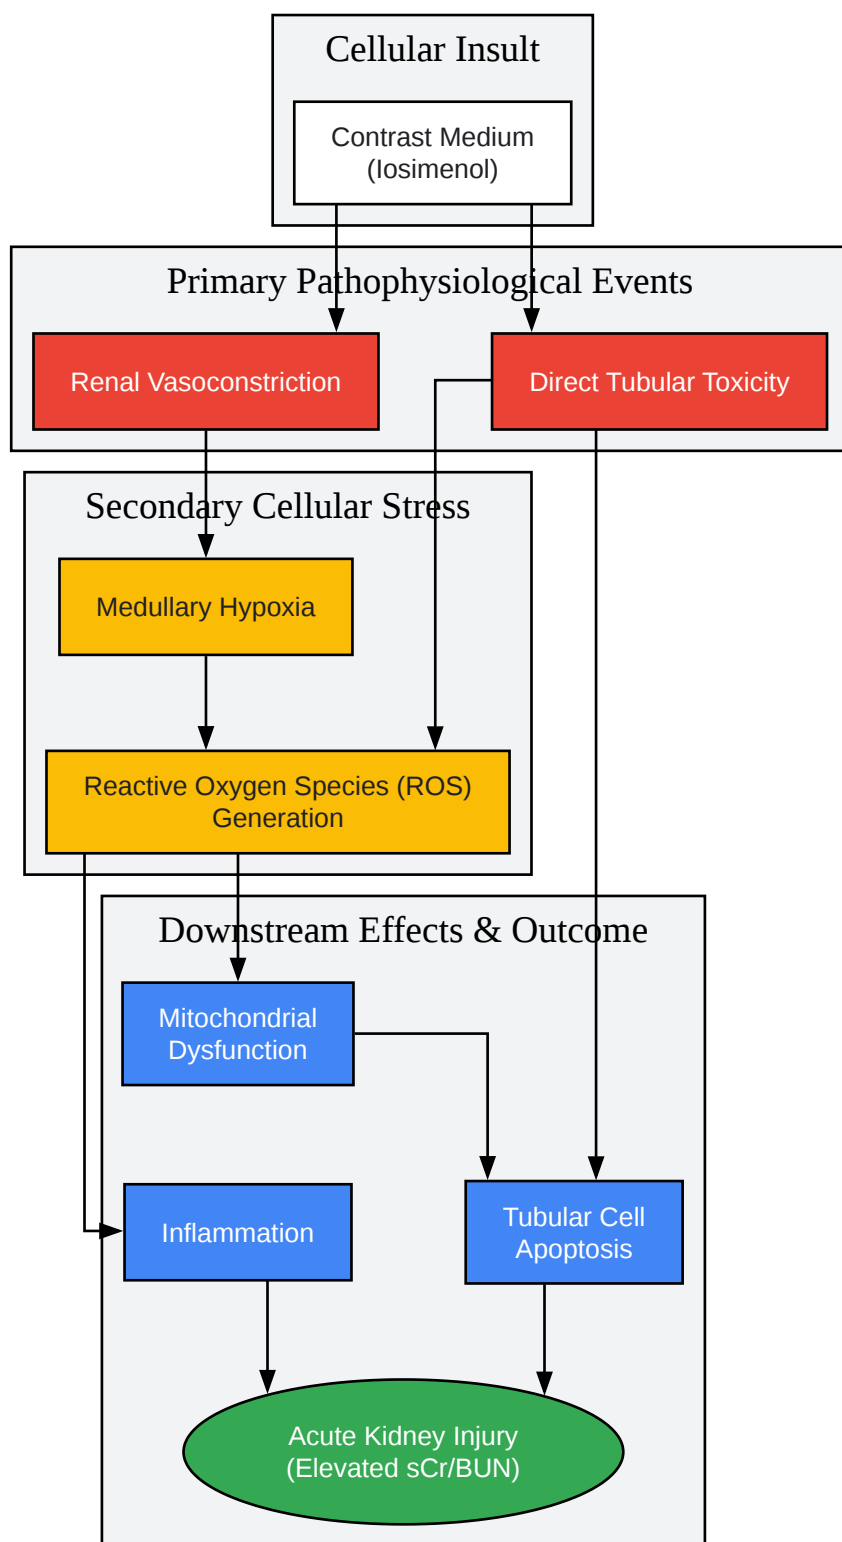 Cellular Insult
Contrast Medium
(Iosimenol)
Primary Pathophysiological Events
Renal Vasoconstriction
Direct Tubular Toxicity
Secondary Cellular Stress
Medullary Hypoxia
Reactive Oxygen Species (ROS)
Generation
Downstream Effects & Outcome
Mitochondrial
Dysfunction
Inflammation
Tubular Cell
Apoptosis
Acute Kidney Injury
(Elevated sCr/BUN)